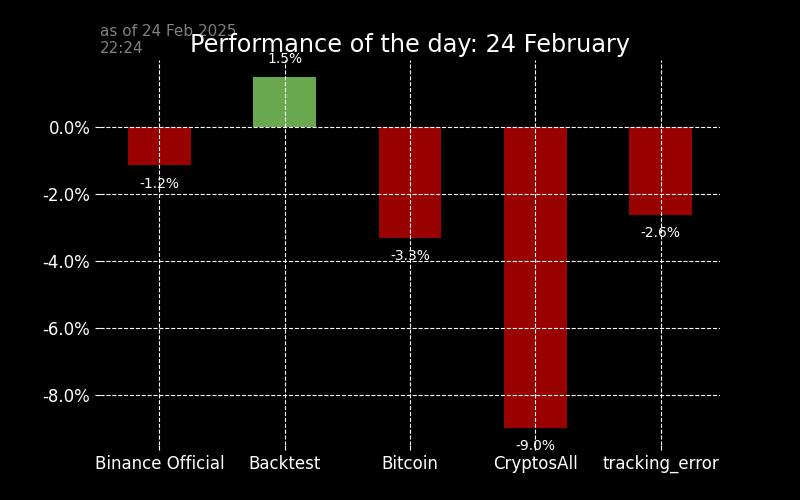 as of 24 Feb 2025
22:24
Performance of the day: 24 February
1.5%
0.0%
-1.2%
-2.0%
-2.6%
-3.3%
-4.0%
-6.0%
-8.0%
-9.0%
Binance Official
Backtest
Bitcoin
CryptosAll
tracking_error